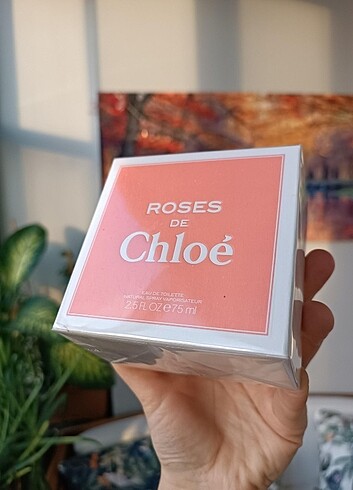 ROSES
DE
Chloé
EAU DE TOILETTE
NATURAL SPRAY VAPORISATEUR
2.5 FL OZ e 75 ml